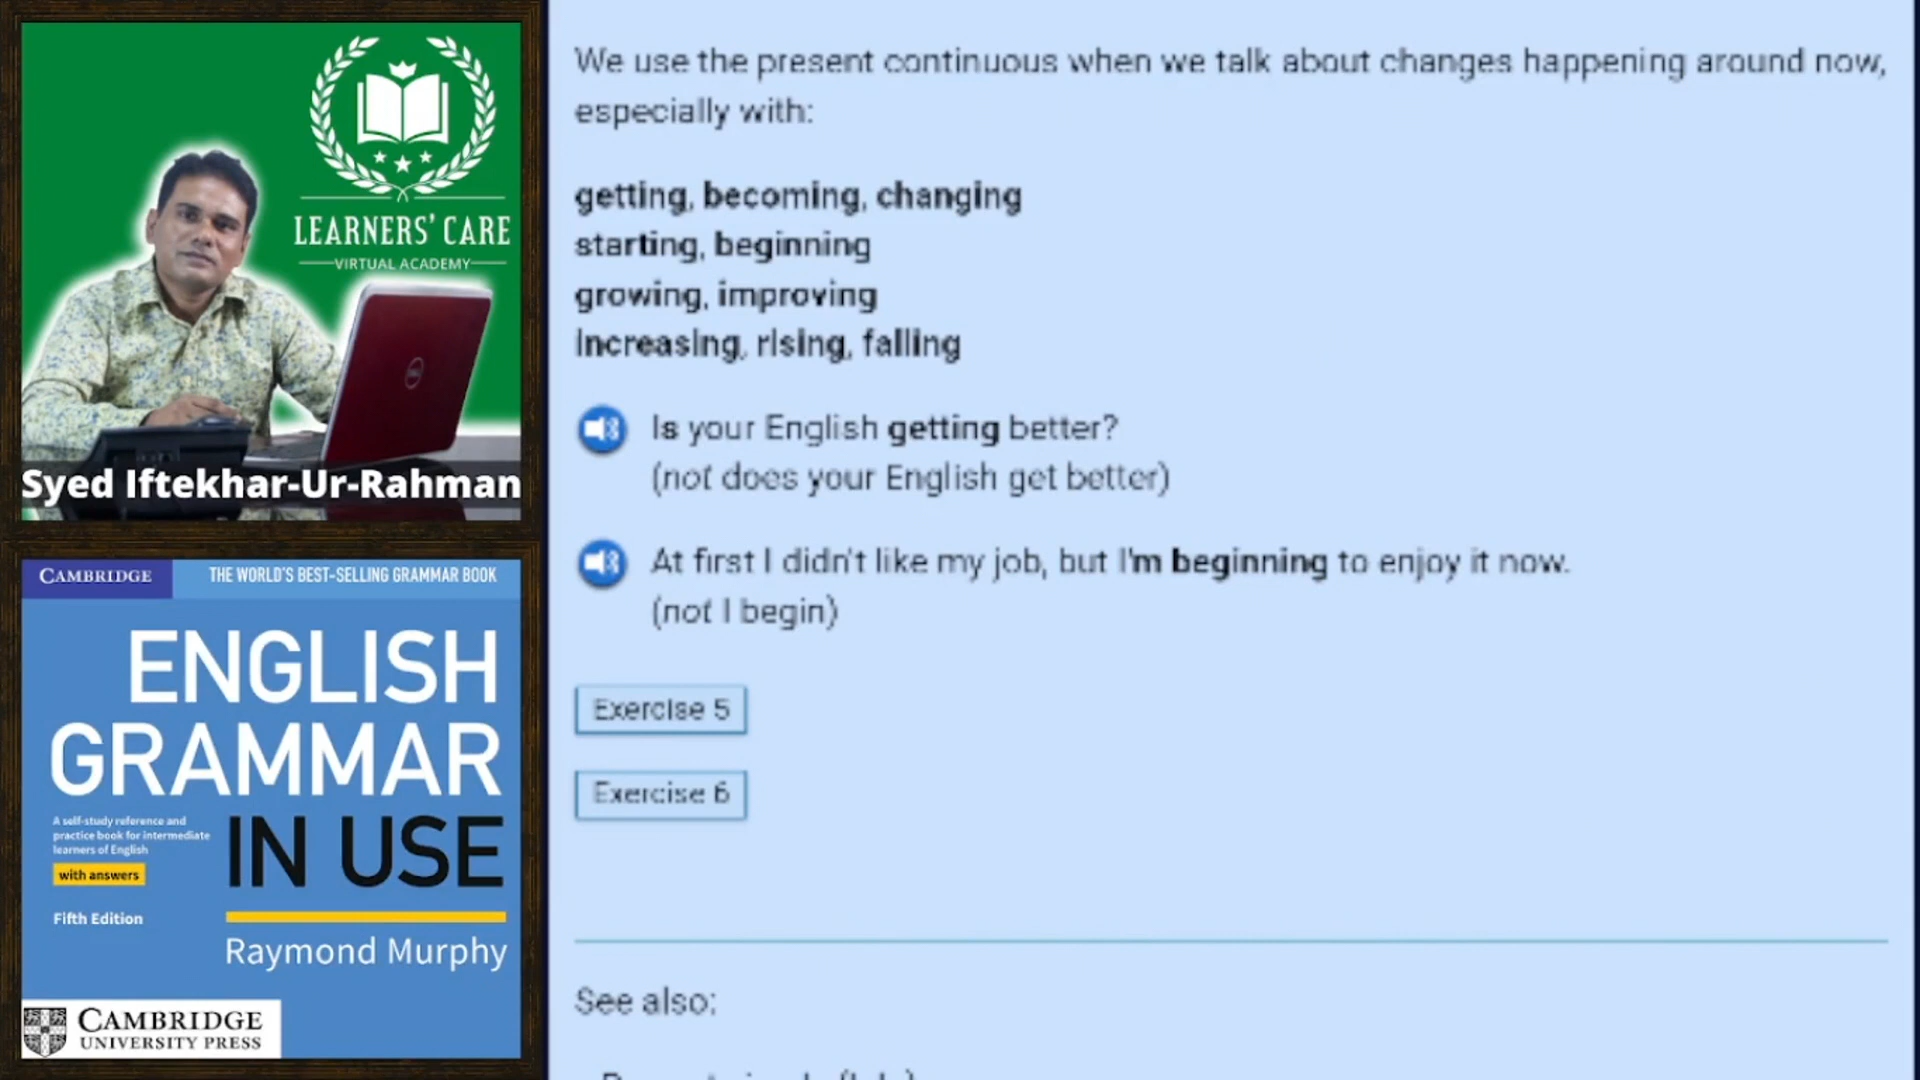 LEARNERS' CARE
VIRTUAL ACADEMY
Syed Iftekhar-Ur-Rahman
CAMBRIDGE
THE WORLD'S BEST-SELLING GRAMMAR BOOK
ENGLISH
GRAMMAR
IN USE
A self-study reference and
practice book for intermediate
learners of English
with answers
Fifth Edition
Raymond Murphy
CAMBRIDGE
UNIVERSITY PRESS
We use the present continuous when we talk about changes happening around now,
especially with:
getting, becoming, changing
starting, beginning
growing, improving
increasing, rising, falling
Is your English getting better?
(not does your English get better)
At first I didn't like my job, but I'm beginning to enjoy it now.
(not I begin)
Exercise 5
Exercise 6
See also: